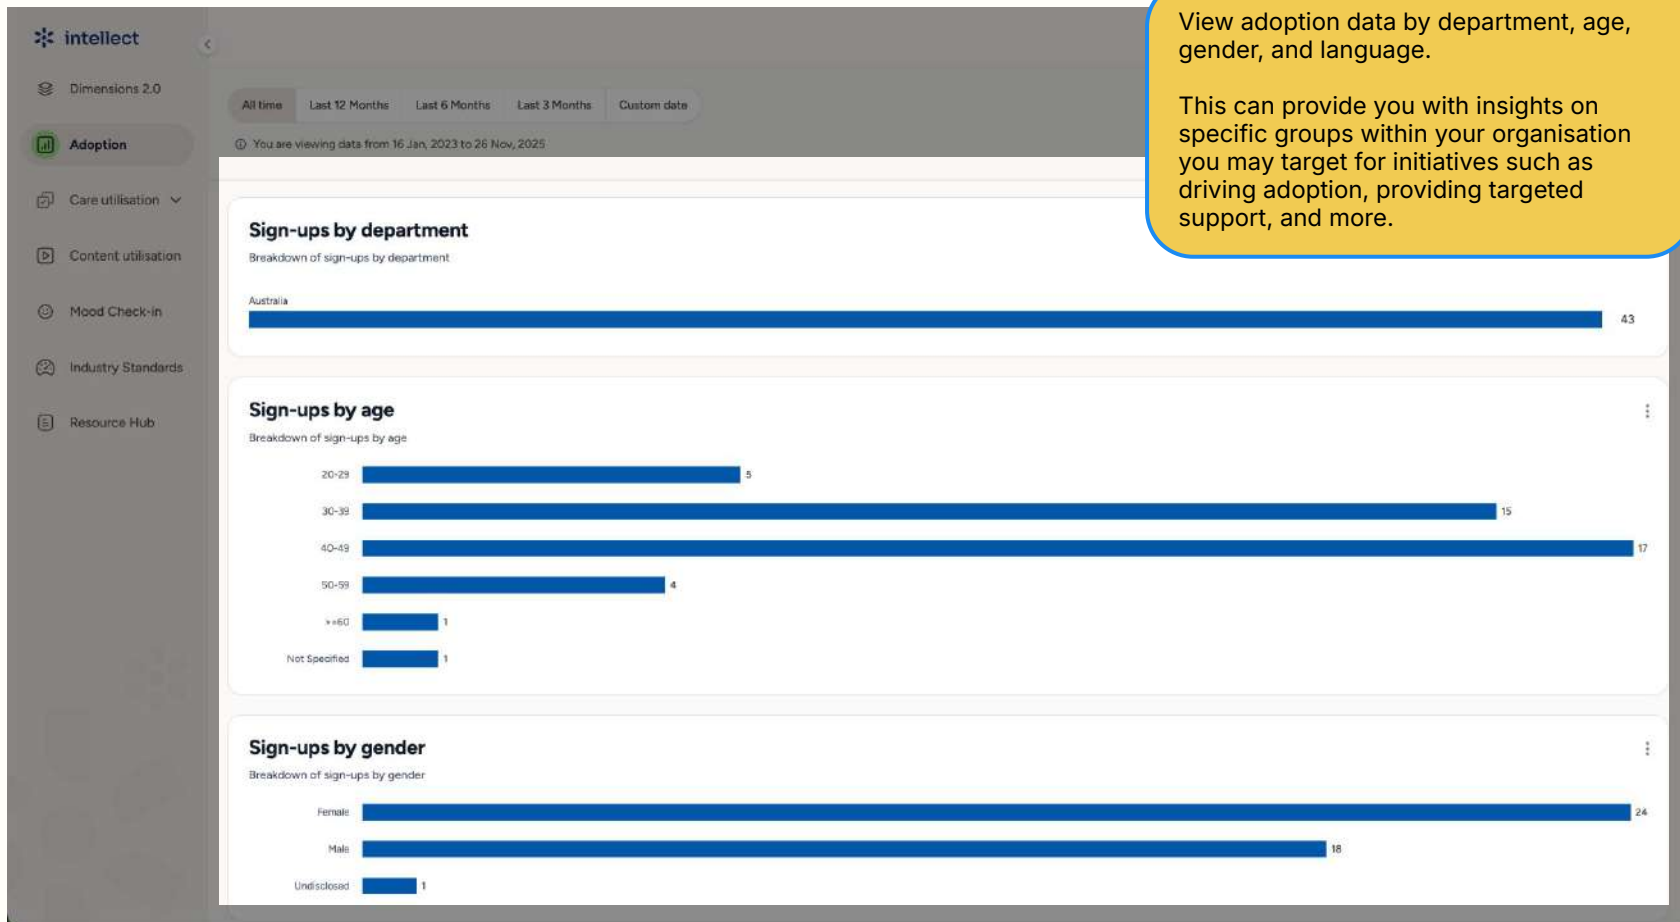 View adoption data by department, age,
gender, and language.
This can provide you with insights on
specific groups within your organisation
you may target for initiatives such as
driving adoption, providing targeted
support, and more.
intellect
Dimensions 2.0
Adoption
Care utilisation
Content utilisation
Mood Check-in
Industry Standards
Resource Hub
All time Last 12 Months Last 6 Months Last 3 Months Custom date
You are viewing data from 16 Jan, 2023 to 26 Nov, 2025
Sign-ups by department
Breakdown of sign-ups by department
Australia
43
Sign-ups by age
Breakdown of sign-ups by age
20-29 5
30-39 15
40-49 17
50-59 4
>=60 1
Not Specified 1
Sign-ups by gender
Breakdown of sign-ups by gender
Female 24
Male 18
Undisclosed 1